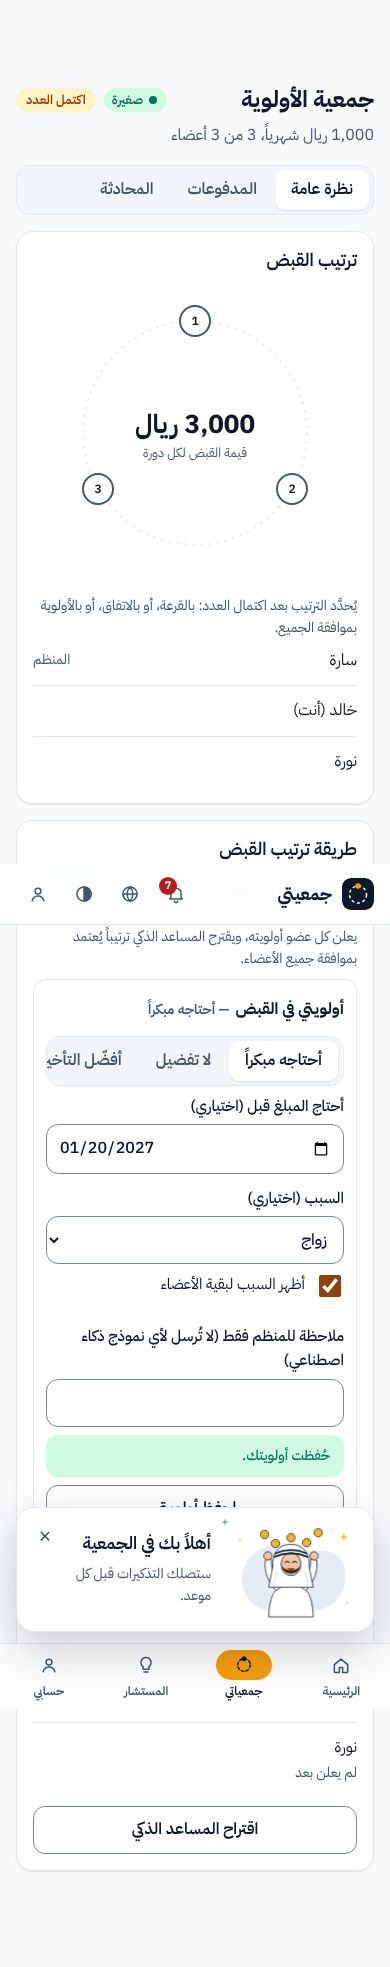 جمعية الأولوية
صغيرة
اكتمل العدد
1,000 ريال شهرياً، 3 من 3 أعضاء
نظرة عامة
المدفوعات
المحادثة
ترتيب القبض
1
3,000 ريال
قيمة القبض لكل دورة
2
3
يُحدَّد الترتيب بعد اكتمال العدد: بالقرعة، أو بالاتفاق، أو بالأولوية
بموافقة الجميع.
سارة
المنظم
خالد (أنت)
نورة
طريقة ترتيب القبض
جمعيتي
7
يعلن كل عضو أولويته، ويقترح المساعد الذكي ترتيباً يُعتمد
بموافقة جميع الأعضاء.
أولويتي في القبض — أحتاجه مبكراً
أحتاجه مبكراً
لا تفضيل
أفضّل
أحتاج المبلغ قبل (اختياري)
01/20/2027
السبب (اختياري)
زواج
أظهر السبب لبقية الأعضاء
ملاحظة للمنظم فقط (لا تُرسل لأي نموذج ذكاء
اصطناعي)
حُفظت أولويتك.
أهلاً بك في الجمعية
ستصلك التذكيرات قبل كل
موعد.
الرئيسية
جمعياتي
المستشار
حسابي
نورة
لم يعلن بعد
اقتراح المساعد الذكي